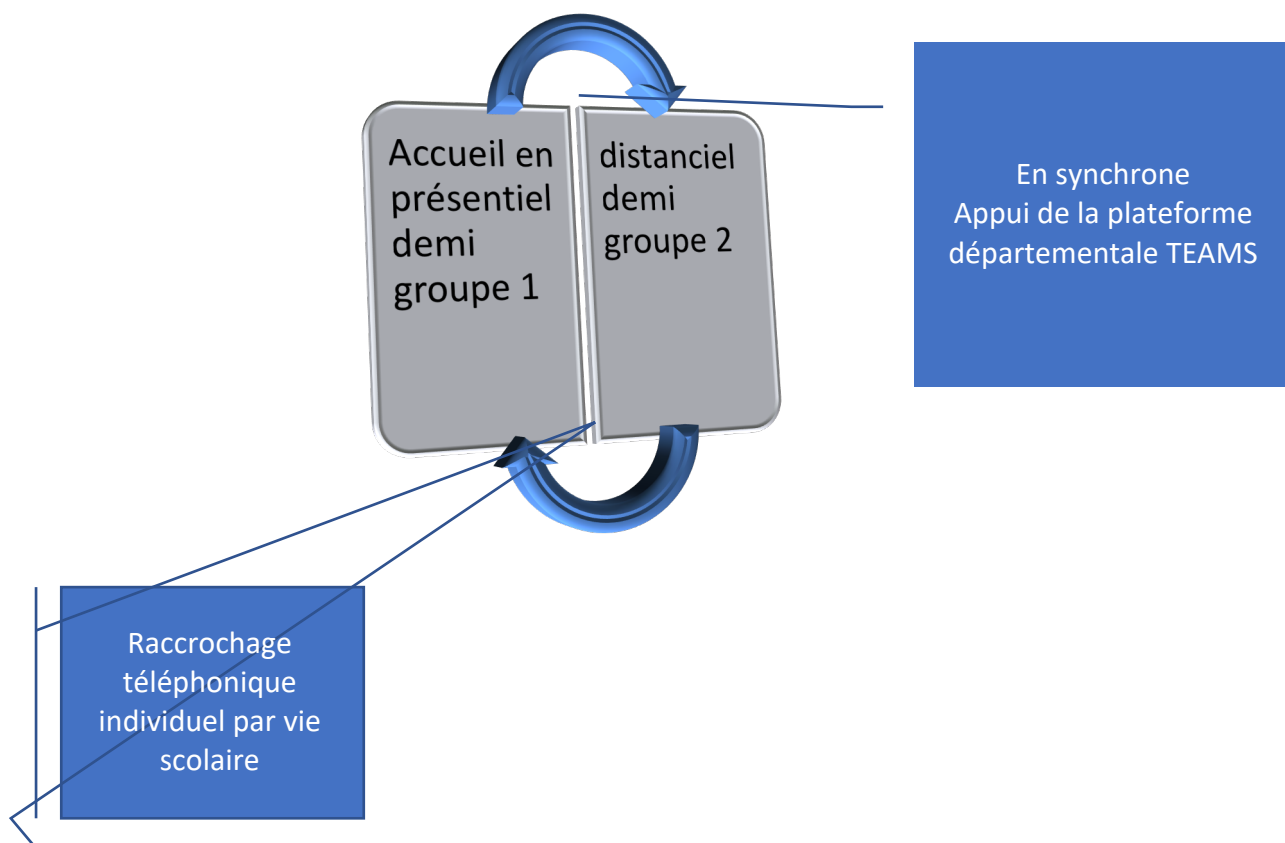 Accueil en
présentiel
demi
groupe 1
distanciel
demi
groupe 2
En synchrone
Appui de la plateforme
départementale TEAMS
Raccrochage
téléphonique
individuel par vie
scolaire